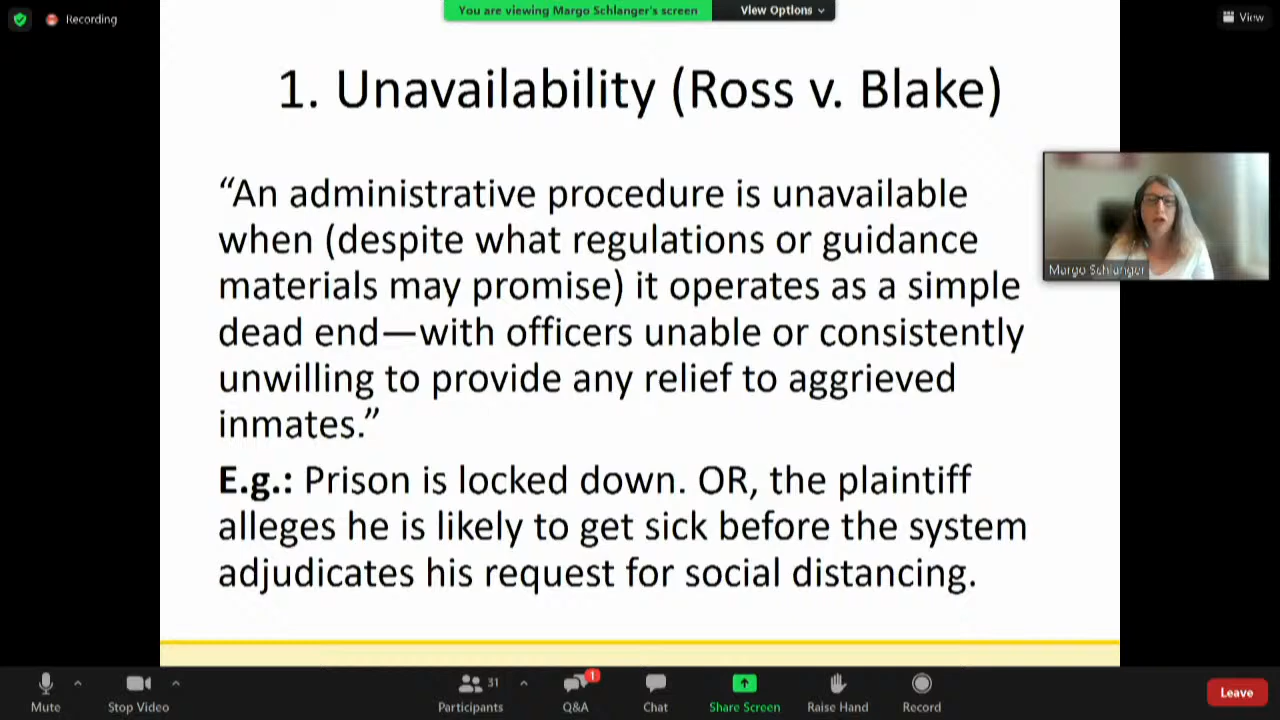 You are viewing Margo Schlanger's screen
View Options
Recording
View
1. Unavailability (Ross v. Blake)
“An administrative procedure is unavailable
when (despite what regulations or guidance
materials may promise) it operates as a simple
dead end—with officers unable or consistently
unwilling to provide any relief to aggrieved
inmates.”
E.g.: Prison is locked down. OR, the plaintiff
alleges he is likely to get sick before the system
adjudicates his request for social distancing.
Margo Schlanger
Mute
Stop Video
Participants
31
Q&A
1
Chat
Share Screen
Raise Hand
Record
Leave